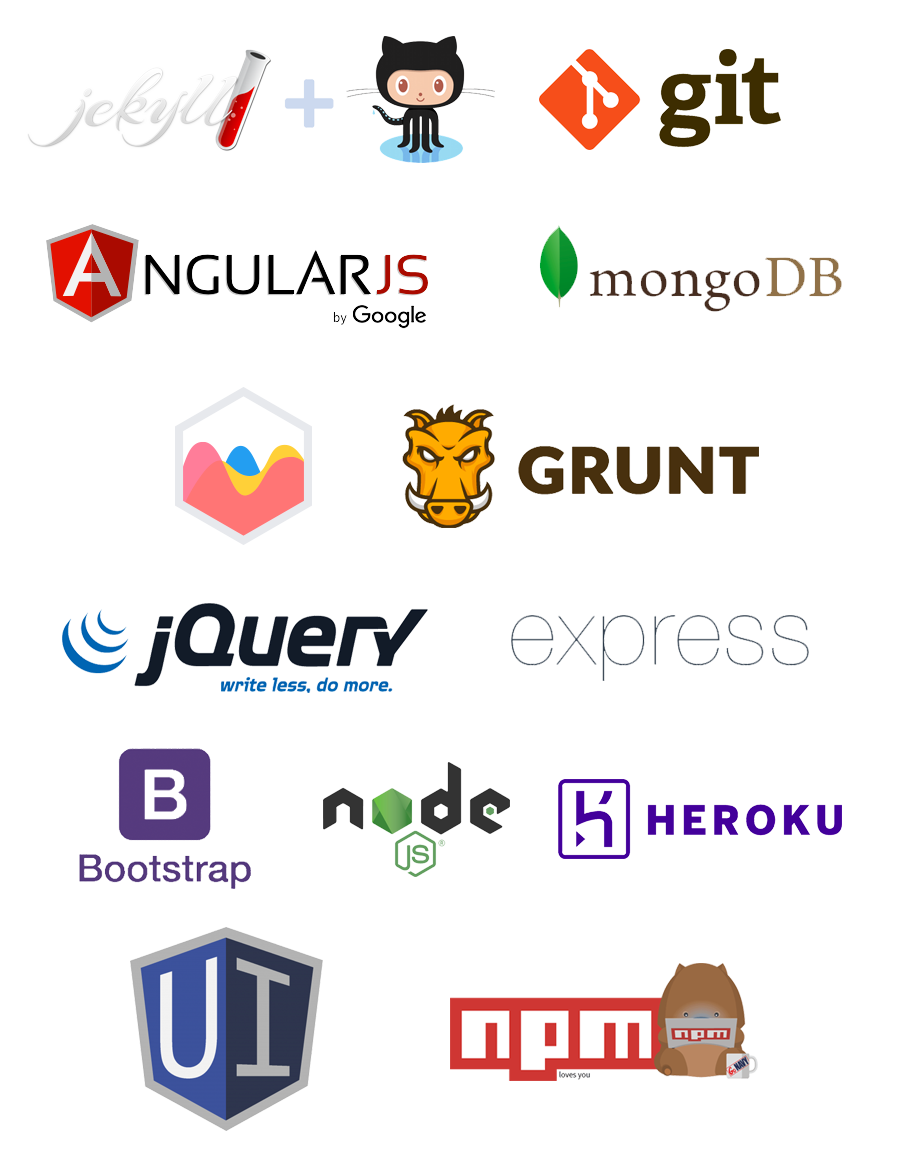 jekyll
git
ANGULARJS
by Google
mongoDB
GRUNT
jQuery
write less, do more.
express
B
Bootstrap
node
JS
®
HEROKU
UI
npm
loves you
npm